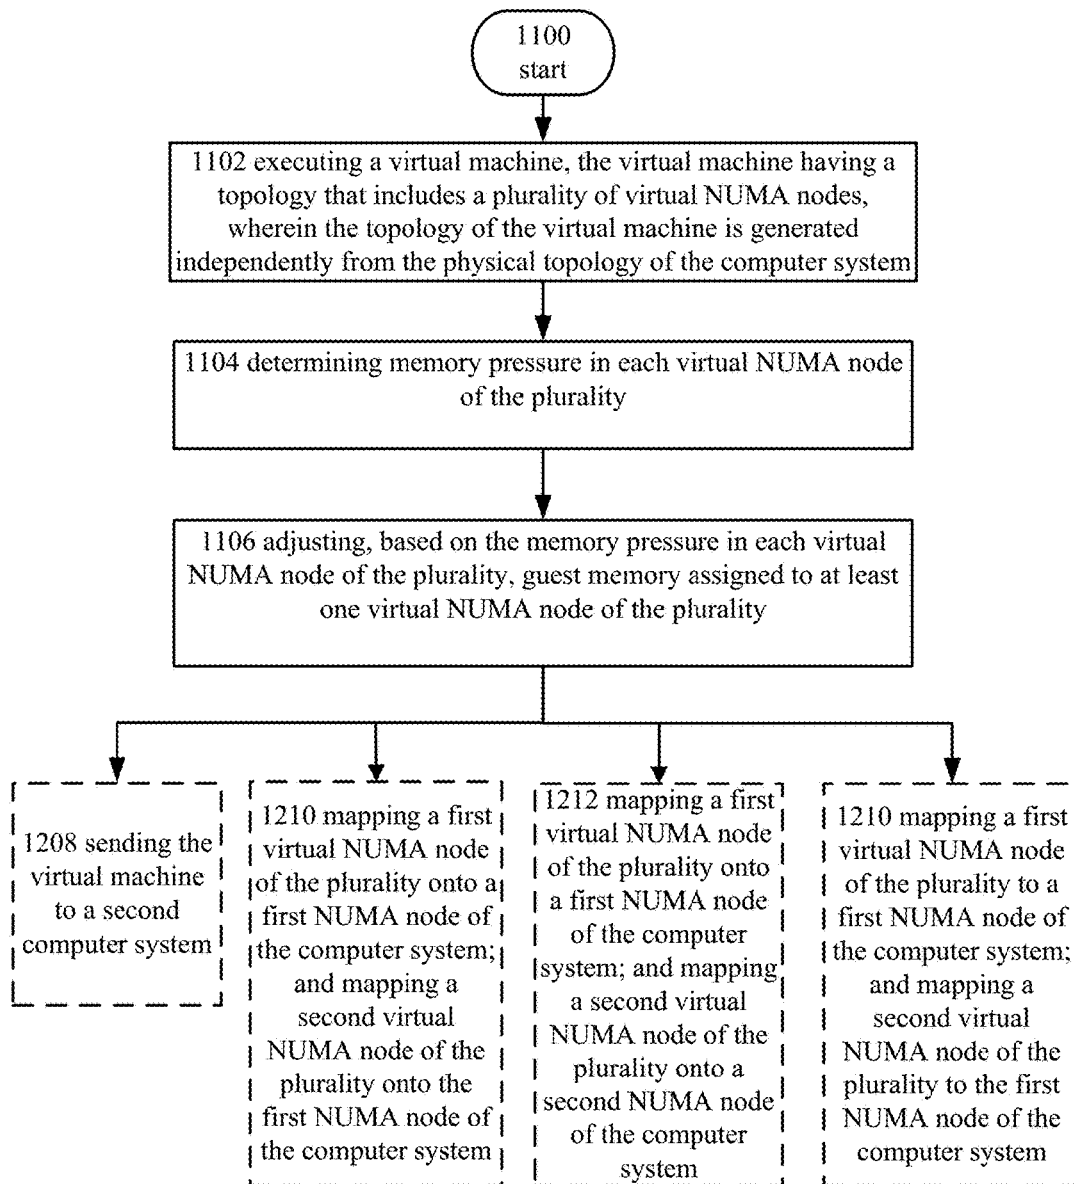 1100
start
1102 executing a virtual machine, the virtual machine having a
topology that includes a plurality of virtual NUMA nodes,
wherein the topology of the virtual machine is generated
independently from the physical topology of the computer system
1104 determining memory pressure in each virtual NUMA node
of the plurality
1106 adjusting, based on the memory pressure in each virtual
NUMA node of the plurality, guest memory assigned to at least
one virtual NUMA node of the plurality
1208 sending the
virtual machine
to a second
computer system
1210 mapping a first
virtual NUMA node
of the plurality onto a
first NUMA node of
the computer system;
and mapping a
second virtual
NUMA node of the
plurality onto the
first NUMA node of
the computer system
1212 mapping a first
virtual NUMA node
of the plurality onto
a first NUMA node
of the computer
system; and mapping
a second virtual
NUMA node of the
plurality onto a
second NUMA node
of the computer
system
1210 mapping a first
virtual NUMA node
of the plurality to a
first NUMA node of
the computer system;
and mapping a
second virtual
NUMA node of the
plurality to the first
NUMA node of the
computer system